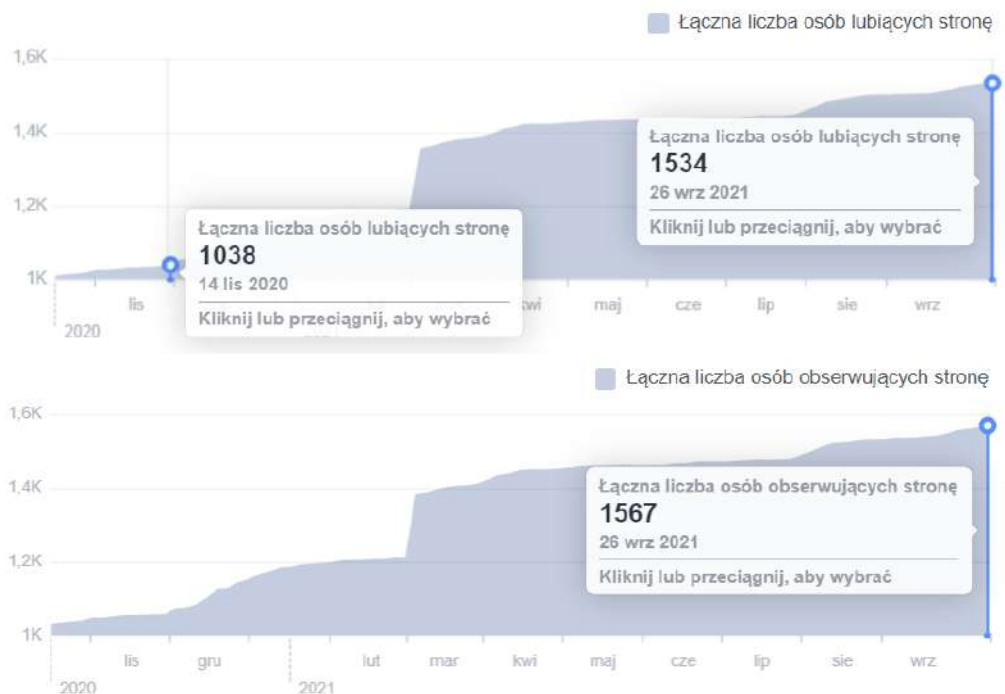 Łączna liczba osób lubiących stronę
1,6K
1,4K
1,2K
1K
Łączna liczba osób lubiących stronę
1534
26 wrz 2021
Kliknij lub przeciągnij, aby wybrać
Łączna liczba osób lubiących stronę
1038
14 lis 2020
Kliknij lub przeciągnij, aby wybrać
lis kwi maj cze lip sie wrz
2020
Łączna liczba osób obserwujących stronę
1,6K
1,4K
1,2K
1K
Łączna liczba osób obserwujących stronę
1567
26 wrz 2021
Kliknij lub przeciągnij, aby wybrać
lis gru lut mar kwi maj cze lip sie wrz
2020 2021